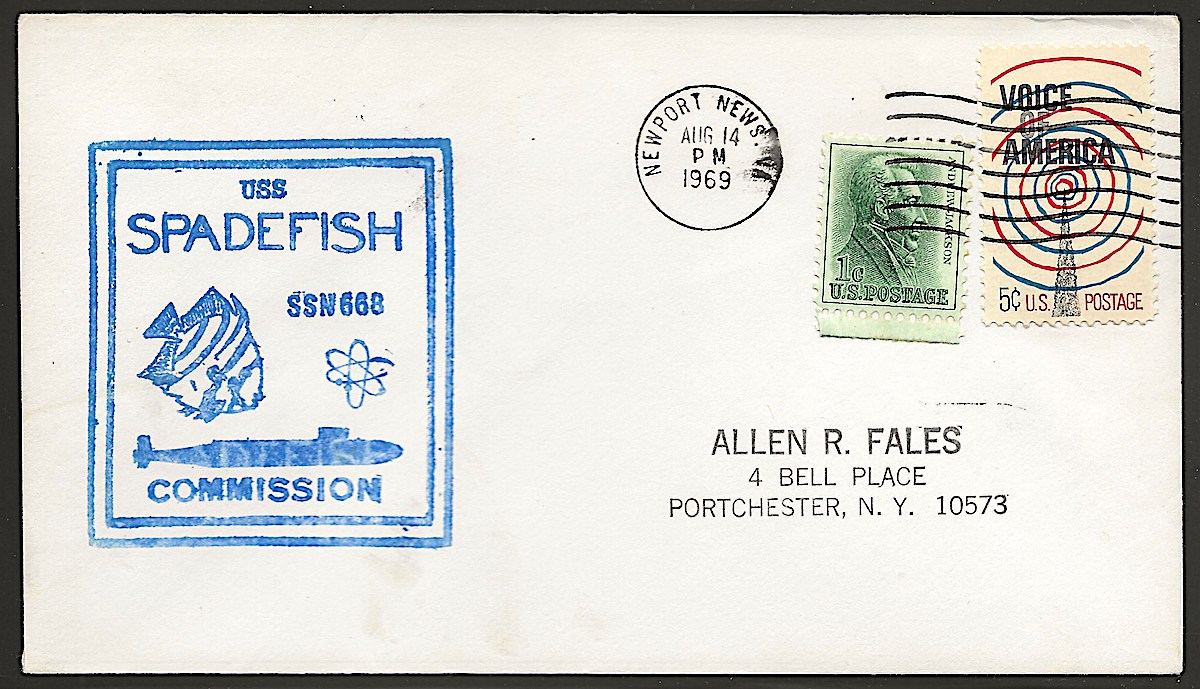 USS
SPADEFISH
SSN668
COMMISSION
NEWPORT NEWS.
AUG 14
PM
1969
ANDREW JACKSON
1c
U.S. POSTAGE
VOICE
OF
AMERICA
5c U.S. POSTAGE
ALLEN R. FALES
4 BELL PLACE
PORTCHESTER, N. Y. 10573